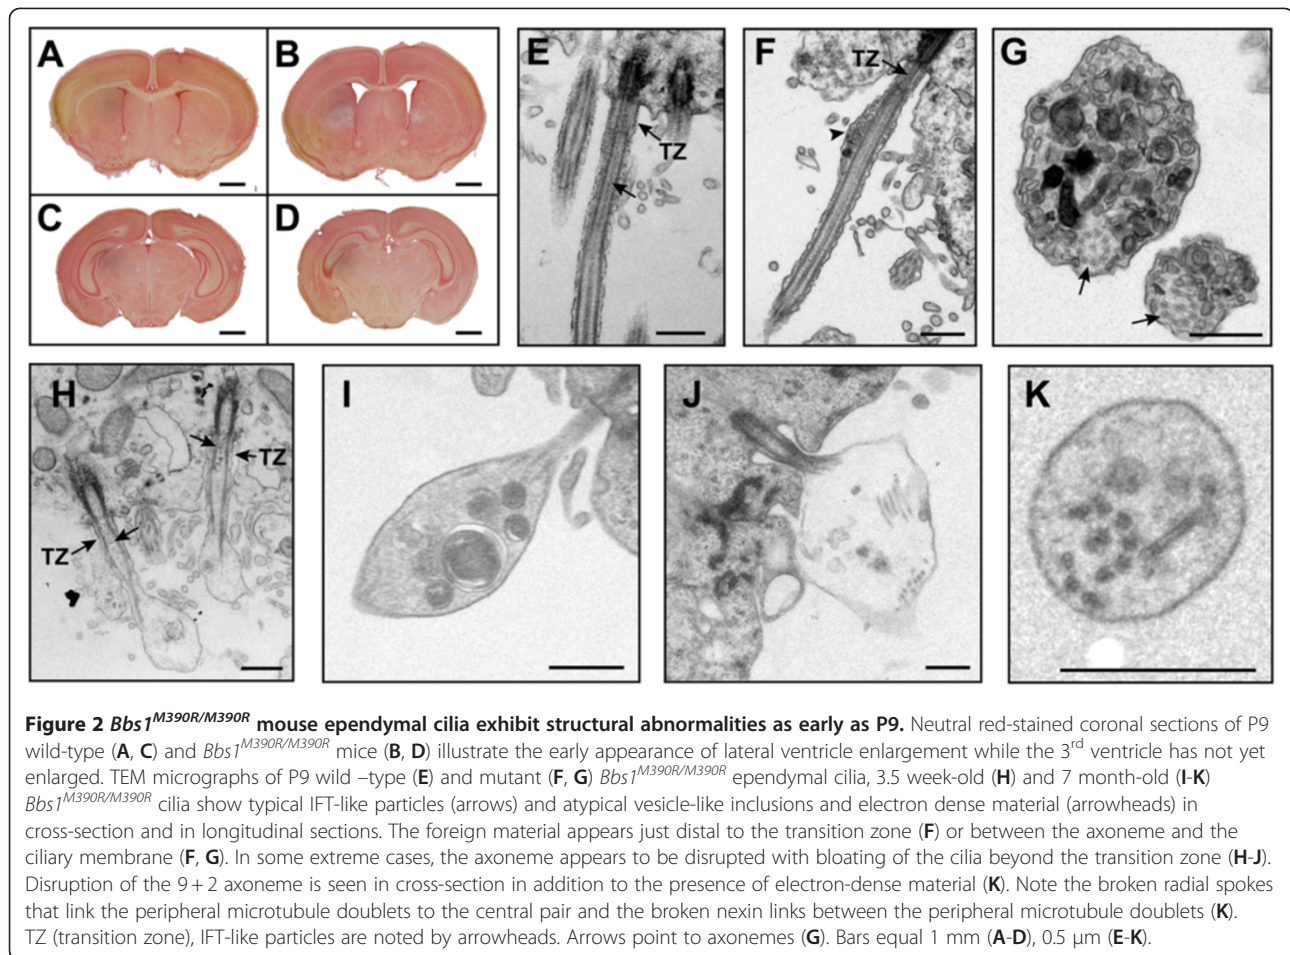 A
B
C
D
E
TZ
F
TZ
G
H
TZ
TZ
I
J
K
Figure 2 Bbs1M390R/M390R mouse ependymal cilia exhibit structural abnormalities as early as P9. Neutral red-stained coronal sections of P9
wild-type (A, C) and Bbs1M390R/M390R mice (B, D) illustrate the early appearance of lateral ventricle enlargement while the 3rd ventricle has not yet
enlarged. TEM micrographs of P9 wild –type (E) and mutant (F, G) Bbs1M390R/M390R ependymal cilia, 3.5 week-old (H) and 7 month-old (I-K)
Bbs1M390R/M390R cilia show typical IFT-like particles (arrows) and atypical vesicle-like inclusions and electron dense material (arrowheads) in
cross-section and in longitudinal sections. The foreign material appears just distal to the transition zone (F) or between the axoneme and the
ciliary membrane (F, G). In some extreme cases, the axoneme appears to be disrupted with bloating of the cilia beyond the transition zone (H-J).
Disruption of the 9 + 2 axoneme is seen in cross-section in addition to the presence of electron-dense material (K). Note the broken radial spokes
that link the peripheral microtubule doublets to the central pair and the broken nexin links between the peripheral microtubule doublets (K).
TZ (transition zone), IFT-like particles are noted by arrowheads. Arrows point to axonemes (G). Bars equal 1 mm (A-D), 0.5 μm (E-K).